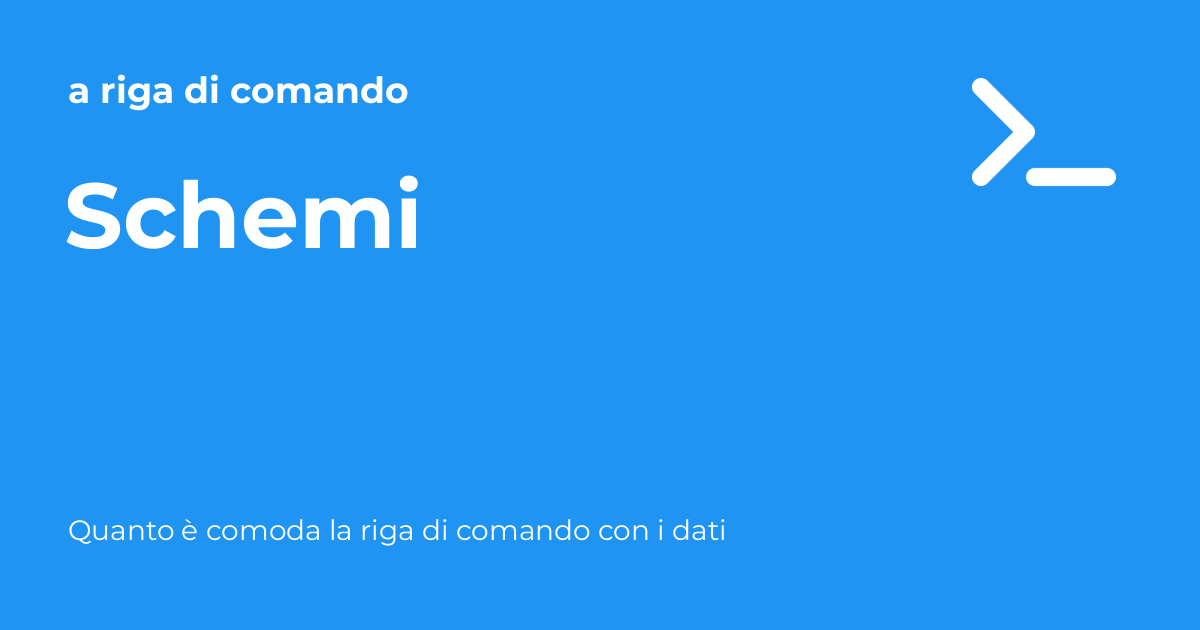 a riga di comando
Schemi
Quanto è comoda la riga di comando con i dati